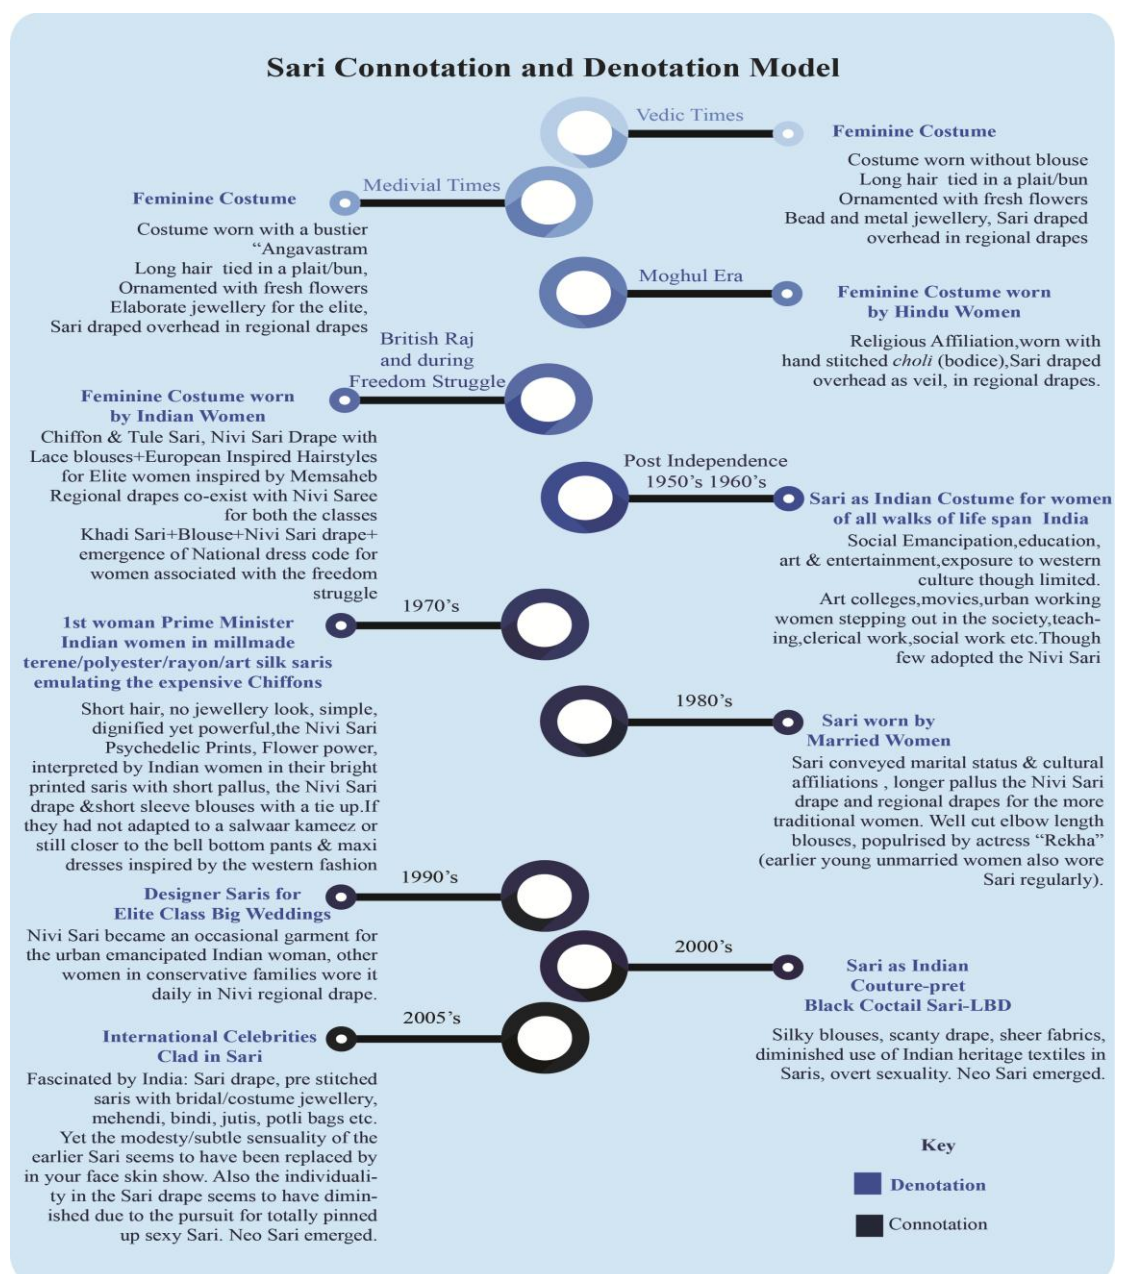 Sari Connotation and Denotation Model
Vedic Times
Feminine Costume
Costume worn without blouse
Long hair tied in a plait/bun
Ornamented with fresh flowers
Bead and metal jewellery, Sari draped
overhead in regional drapes
Medivial Times
Feminine Costume
Costume worn with a bustier
“Angavastram
Long hair tied in a plait/bun,
Ornamented with fresh flowers
Elaborate jewellery for the elite,
Sari draped overhead in regional drapes
Moghul Era
Feminine Costume worn
by Hindu Women
Religious Affiliation,worn with
hand stitched choli (bodice),Sari draped
overhead as veil, in regional drapes.
British Raj
and during
Freedom Struggle
Feminine Costume worn
by Indian Women
Chiffon & Tule Sari, Nivi Sari Drape with
Lace blouses+European Inspired Hairstyles
for Elite women inspired by Memsaheb
Regional drapes co-exist with Nivi Saree
for both the classes
Khadi Sari+Blouse+Nivi Sari drape+
emergence of National dress code for
women associated with the freedom
struggle
Post Independence
1950’s 1960’s
Sari as Indian Costume for women
of all walks of life span India
Social Emancipation,education,
art & entertainment,exposure to western
culture though limited.
Art colleges,movies,urban working
women stepping out in the society,teach-
ing,clerical work,social work etc.Though
few adopted the Nivi Sari
1970’s
1st woman Prime Minister
Indian women in millmade
terene/polyester/rayon/art silk saris
emulating the expensive Chiffons
Short hair, no jewellery look, simple,
dignified yet powerful,the Nivi Sari
Psychedelic Prints, Flower power,
interpreted by Indian women in their bright
printed saris with short pallus, the Nivi Sari
drape &short sleeve blouses with a tie up.If
they had not adapted to a salwaar kameez or
still closer to the bell bottom pants & maxi
dresses inspired by the western fashion
1980’s
Sari worn by
Married Women
Sari conveyed marital status & cultural
affiliations , longer pallus the Nivi Sari
drape and regional drapes for the more
traditional women. Well cut elbow length
blouses, populrised by actress “Rekha”
(earlier young unmarried women also wore
Sari regularly).
1990’s
Designer Saris for
Elite Class Big Weddings
Nivi Sari became an occasional garment for
the urban emancipated Indian woman, other
women in conservative families wore it
daily in Nivi regional drape.
2000’s
Sari as Indian
Couture-pret
Black Coctail Sari-LBD
Silky blouses, scanty drape, sheer fabrics,
diminished use of Indian heritage textiles in
Saris, overt sexuality. Neo Sari emerged.
2005’s
International Celebrities
Clad in Sari
Fascinated by India: Sari drape, pre stitched
saris with bridal/costume jewellery,
mehendi, bindi, jutis, potli bags etc.
Yet the modesty/subtle sensuality of the
earlier Sari seems to have been replaced by
in your face skin show. Also the individuali-
ty in the Sari drape seems to have dimin-
ished due to the pursuit for totally pinned
up sexy Sari. Neo Sari emerged.
Key
Denotation
Connotation